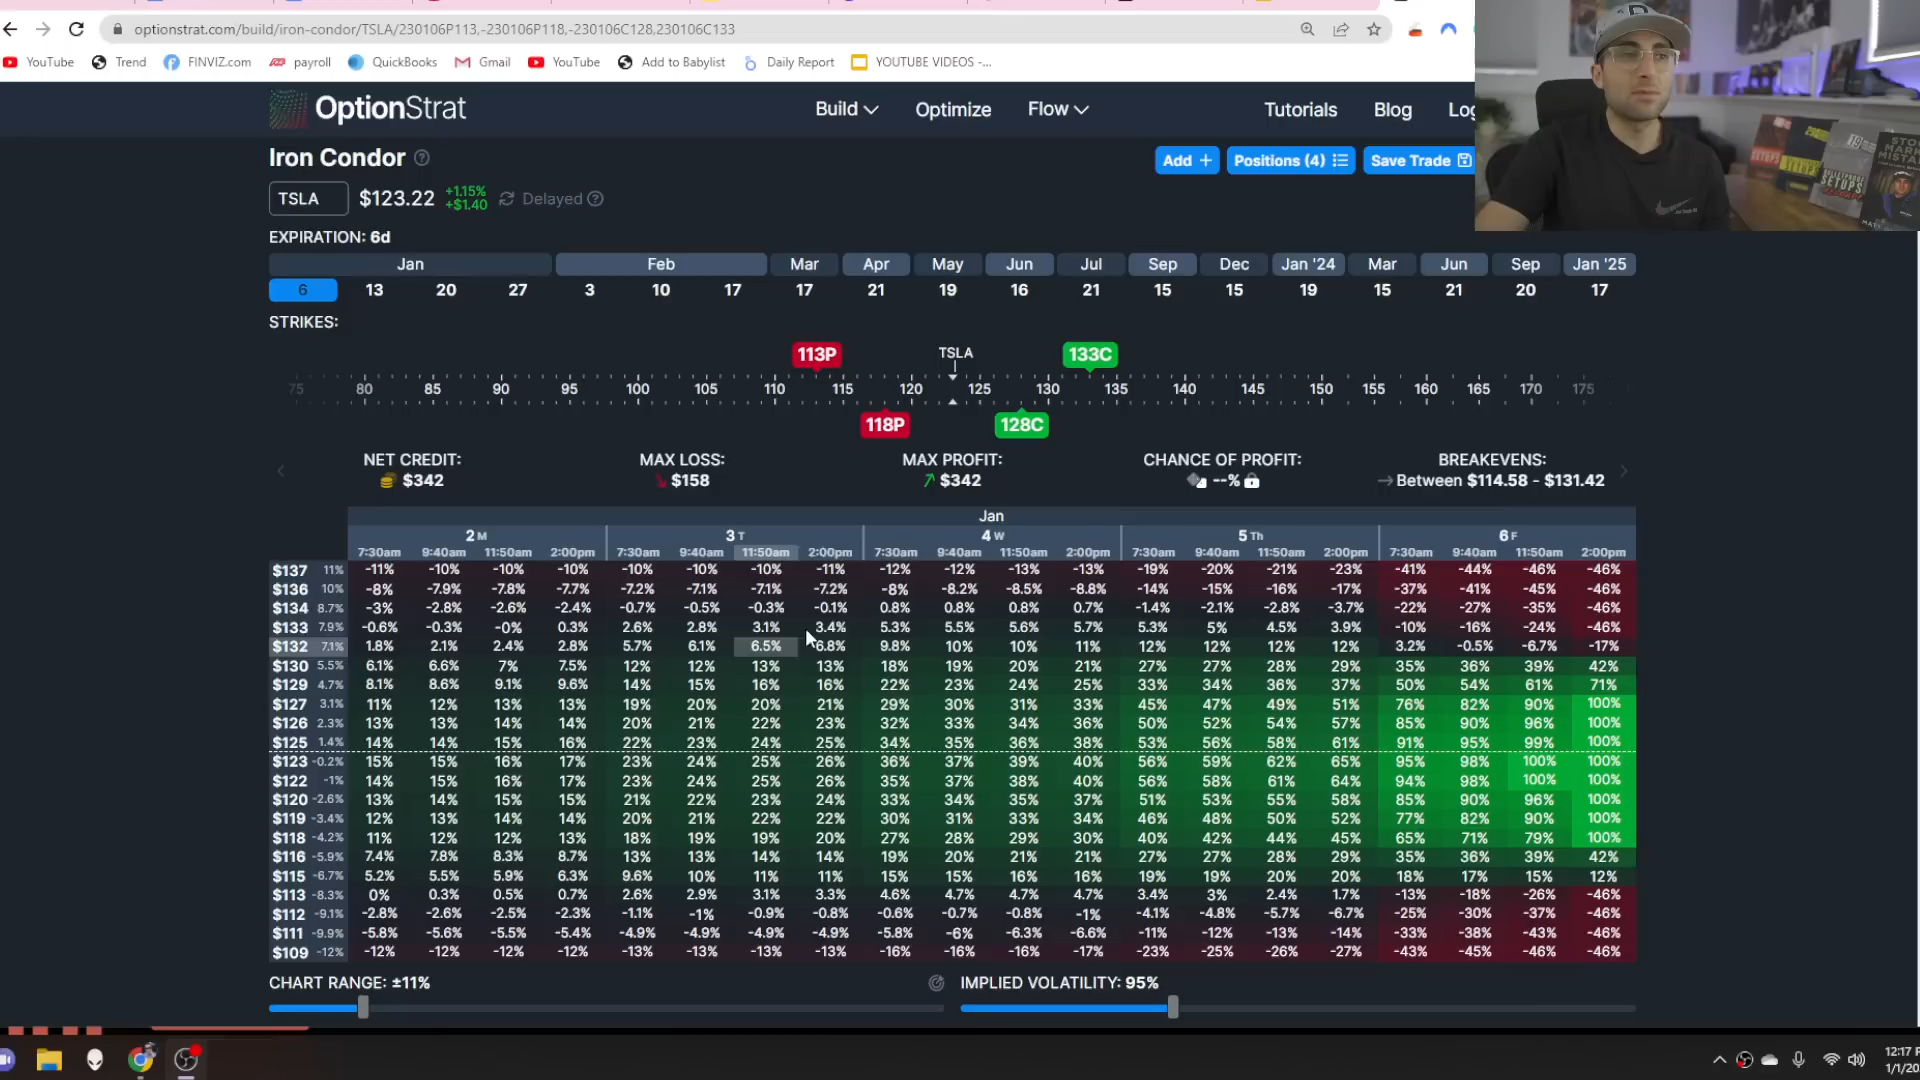 optionstrat.com/build/iron-condor/TSLA/230106P113,-230106P118,-230106C128,230106C133
YouTube Trend FINVIZ.com payroll QuickBooks Gmail YouTube Add to Babylist Daily Report YOUTUBE VIDEOS -...
OptionStrat Build Optimize Flow Tutorials Blog
Iron Condor Add + Positions (4) Save Trade
TSLA $123.22 +1.15% +$1.40 Delayed
EXPIRATION: 6d
Jan Feb Mar Apr May Jun Jul Sep Dec Jan '24 Mar Jun Sep Jan '25
6 13 20 27 3 10 17 17 21 19 16 21 15 15 19 15 21 20 17
STRIKES:
113P TSLA 133C
75 80 85 90 95 100 105 110 115 120 125 130 135 140 145 150 155 160 165 170 175
118P 128C
NET CREDIT: MAX LOSS: MAX PROFIT: CHANCE OF PROFIT: BREAKEVENS:
$342 $158 $342 --% Between $114.58 - $131.42
Jan
2 M 3 T 4 W 5 Th 6 F
7:30am 9:40am 11:50am 2:00pm 7:30am 9:40am 11:50am 2:00pm 7:30am 9:40am 11:50am 2:00pm 7:30am 9:40am 11:50am 2:00pm 7:30am 9:40am 11:50am 2:00pm
$137 11% -11% -10% -10% -10% -10% -10% -10% -11% -12% -12% -13% -13% -19% -20% -21% -23% -41% -44% -46% -46%
$136 10% -8% -7.9% -7.8% -7.7% -7.2% -7.1% -7.1% -7.2% -8% -8.2% -8.5% -8.8% -14% -15% -16% -17% -37% -41% -45% -46%
$134 8.7% -3% -2.8% -2.6% -2.4% -0.7% -0.5% -0.3% -0.1% 0.8% 0.8% 0.8% 0.7% -1.4% -2.1% -2.8% -3.7% -22% -27% -35% -46%
$133 7.9% -0.6% -0.3% -0% 0.3% 2.6% 2.8% 3.1% 3.4% 5.3% 5.5% 5.6% 5.7% 5.3% 5% 4.5% 3.9% -10% -16% -24% -46%
$132 7.1% 1.8% 2.1% 2.4% 2.8% 5.7% 6.1% 6.5% 6.8% 9.8% 10% 10% 11% 12% 12% 12% 12% 3.2% -0.5% -6.7% -17%
$130 5.5% 6.1% 6.6% 7% 7.5% 12% 12% 13% 13% 18% 19% 20% 21% 27% 27% 28% 29% 35% 36% 39% 42%
$129 4.7% 8.1% 8.6% 9.1% 9.6% 14% 15% 16% 16% 22% 23% 24% 25% 33% 34% 36% 37% 50% 54% 61% 71%
$127 3.1% 11% 12% 13% 13% 19% 20% 20% 21% 29% 30% 31% 33% 45% 47% 49% 51% 76% 82% 90% 100%
$126 2.3% 13% 13% 14% 14% 20% 21% 22% 23% 32% 33% 34% 36% 50% 52% 54% 57% 85% 90% 96% 100%
$125 1.4% 14% 14% 15% 16% 22% 23% 24% 25% 34% 35% 36% 38% 53% 56% 58% 61% 91% 95% 99% 100%
$123 -0.2% 15% 15% 16% 17% 23% 24% 25% 26% 36% 37% 39% 40% 56% 59% 62% 65% 95% 98% 100% 100%
$122 -1% 14% 15% 16% 17% 23% 24% 25% 26% 35% 37% 38% 40% 56% 58% 61% 64% 94% 98% 100% 100%
$120 -2.6% 13% 14% 15% 15% 21% 22% 23% 24% 33% 34% 35% 37% 51% 53% 55% 58% 85% 90% 96% 100%
$119 -3.4% 12% 13% 14% 14% 20% 21% 22% 22% 30% 31% 33% 34% 46% 48% 50% 52% 77% 82% 90% 100%
$118 -4.2% 11% 12% 12% 13% 18% 19% 19% 20% 27% 28% 29% 30% 40% 42% 44% 45% 65% 71% 79% 100%
$116 -5.9% 7.4% 7.8% 8.3% 8.7% 13% 13% 14% 14% 19% 20% 21% 21% 27% 27% 28% 29% 35% 36% 39% 42%
$115 -6.7% 5.2% 5.5% 5.9% 6.3% 9.6% 10% 11% 11% 15% 15% 16% 16% 19% 19% 20% 20% 18% 17% 15% 12%
$113 -8.3% 0% 0.3% 0.5% 0.7% 2.6% 2.9% 3.1% 3.3% 4.6% 4.7% 4.7% 4.7% 3.4% 3% 2.4% 1.7% -13% -18% -26% -46%
$112 -9.1% -2.8% -2.6% -2.5% -2.3% -1.1% -1% -0.9% -0.8% -0.6% -0.7% -0.8% -1% -4.1% -4.8% -5.7% -6.7% -25% -30% -37% -46%
$111 -9.9% -5.8% -5.6% -5.5% -5.4% -4.9% -4.9% -4.9% -4.9% -5.8% -6% -6.3% -6.6% -11% -12% -13% -14% -33% -38% -43% -46%
$109 -12% -12% -12% -12% -12% -13% -13% -13% -13% -16% -16% -16% -17% -23% -25% -26% -27% -43% -45% -46% -46%
CHART RANGE: ±11% IMPLIED VOLATILITY: 95%
12:17